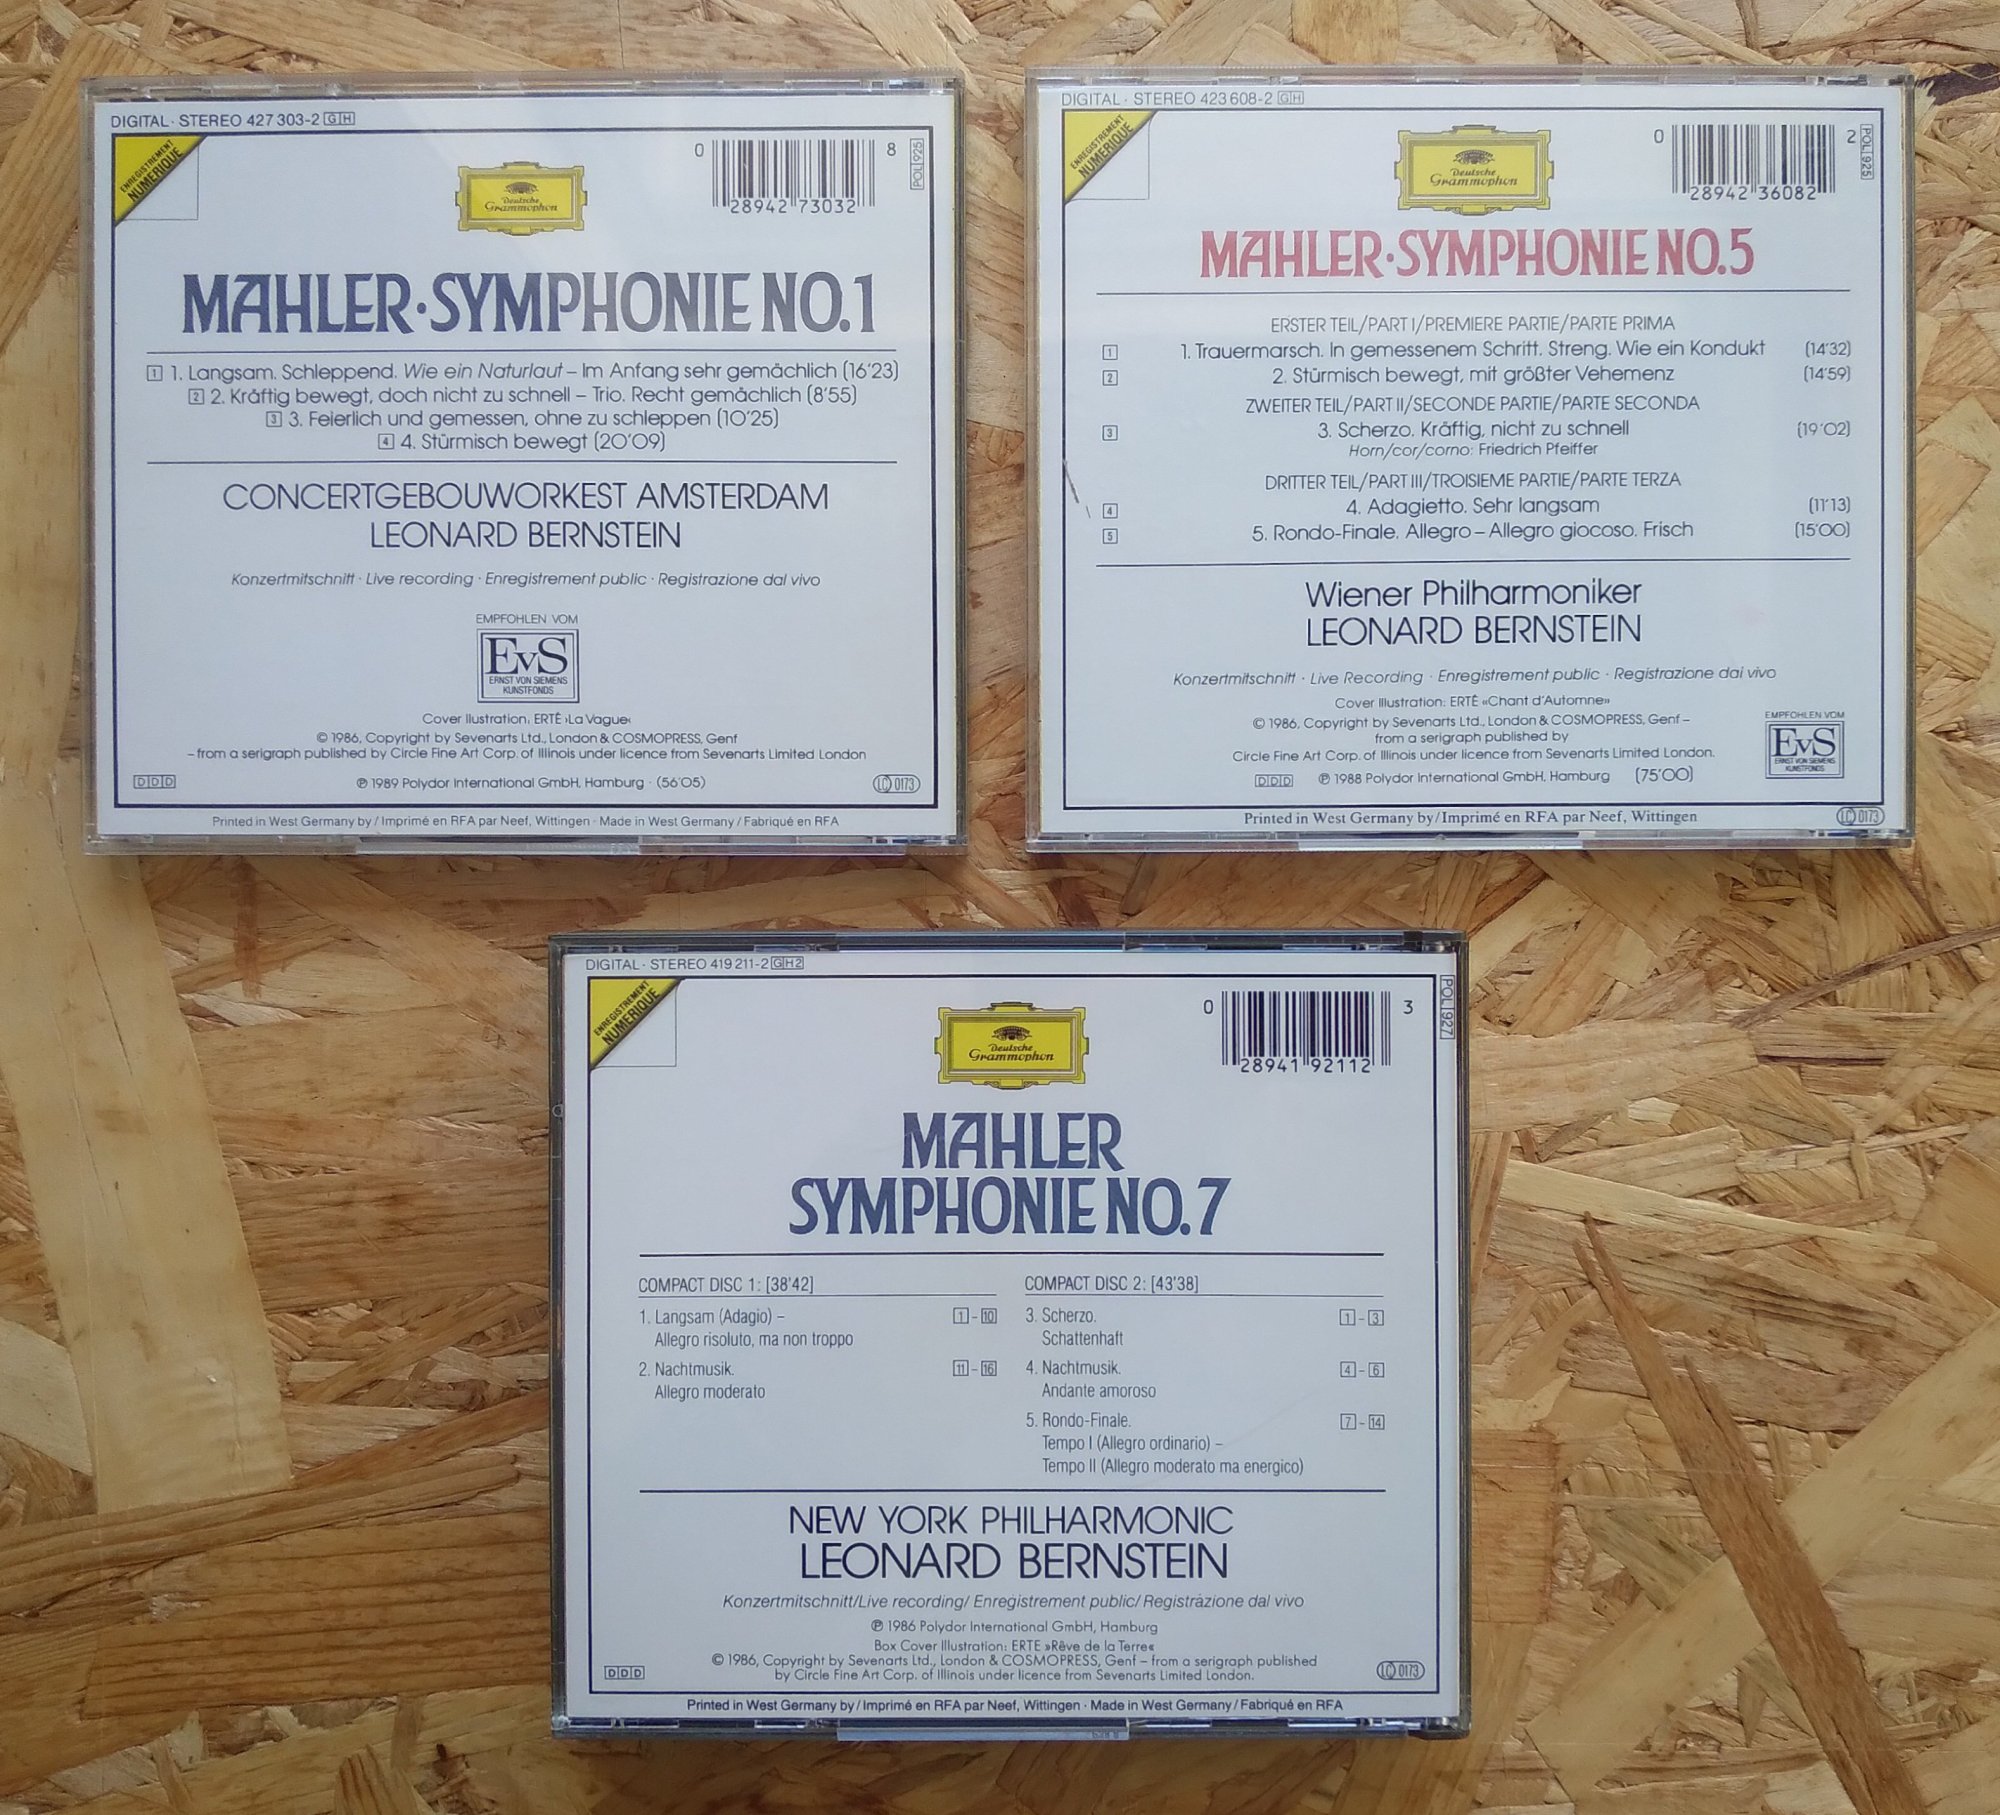 DIGITAL · STEREO 427 303-2 GH
ENREGISTREMENT
NUMERIQUE
Deutsche
Grammophon
0 28942 73032 8
POL 925
MAHLER·SYMPHONIE NO.1
1 1. Langsam. Schleppend. Wie ein Naturlaut – Im Anfang sehr gemächlich (16'23)
2 2. Kräftig bewegt, doch nicht zu schnell – Trio. Recht gemächlich (8'55)
3 3. Feierlich und gemessen, ohne zu schleppen (10'25)
4 4. Stürmisch bewegt (20'09)
CONCERTGEBOUWORKEST AMSTERDAM
LEONARD BERNSTEIN
Konzertmitschnitt · Live recording · Enregistrement public · Registrazione dal vivo
EMPFOHLEN VOM
EvS
ERNST VON SIEMENS
KUNSTFONDS
Cover Ilustration: ERTÉ ›La Vague‹
© 1986, Copyright by Sevenarts Ltd., London & COSMOPRESS, Genf
– from a serigraph published by Circle Fine Art Corp. of Illinois under licence from Sevenarts Limited London
DDD ℗ 1989 Polydor International GmbH, Hamburg · (56'05) LC 0173
Printed in West Germany by / Imprimé en RFA par Neef, Wittingen · Made in West Germany / Fabriqué en RFA
DIGITAL · STEREO 423 608-2 GH
ENREGISTREMENT
NUMERIQUE
Deutsche
Grammophon
0 28942 36082 2
POL 925
MAHLER·SYMPHONIE NO.5
ERSTER TEIL/PART I/PREMIERE PARTIE/PARTE PRIMA
1 1. Trauermarsch. In gemessenem Schritt. Streng. Wie ein Kondukt (14'32)
2 2. Stürmisch bewegt, mit größter Vehemenz (14'59)
ZWEITER TEIL/PART II/SECONDE PARTIE/PARTE SECONDA
3 3. Scherzo. Kräftig, nicht zu schnell (19'02)
Horn/cor/corno: Friedrich Pfeiffer
DRITTER TEIL/PART III/TROISIEME PARTIE/PARTE TERZA
4 4. Adagietto. Sehr langsam (11'13)
5 5. Rondo-Finale. Allegro – Allegro giocoso. Frisch (15'00)
Wiener Philharmoniker
LEONARD BERNSTEIN
Konzertmitschnitt · Live Recording · Enregistrement public · Registrazione dai vivo
Cover Illustration: ERTÉ «Chant d'Automne»
© 1986, Copyright by Sevenarts Ltd., London & COSMOPRESS, Genf –
from a serigraph published by
Circle Fine Art Corp. of Illinois under licence from Sevenarts Limited London.
DDD ℗ 1988 Polydor International GmbH, Hamburg (75'00)
EMPFOHLEN VOM
EvS
ERNST VON SIEMENS
KUNSTFONDS
Printed in West Germany by / Imprimé en RFA par Neef, Wittingen
LC 0173
DIGITAL · STEREO 419 211-2 GH2
ENREGISTREMENT
NUMERIQUE
Deutsche
Grammophon
0 28941 92112 3
POL 927
MAHLER
SYMPHONIE NO.7
COMPACT DISC 1: [38'42]
1. Langsam (Adagio) – 1 - 10
Allegro risoluto, ma non troppo
2. Nachtmusik. 11 - 16
Allegro moderato
COMPACT DISC 2: [43'38]
3. Scherzo. 1 - 3
Schattenhaft
4. Nachtmusik. 4 - 6
Andante amoroso
5. Rondo-Finale. 7 - 14
Tempo I (Allegro ordinario) –
Tempo II (Allegro moderato ma energico)
NEW YORK PHILHARMONIC
LEONARD BERNSTEIN
Konzertmitschnitt/Live recording/ Enregistrement public/ Registrazione dal vivo
℗ 1986 Polydor International GmbH, Hamburg
Box Cover Illustration: ERTE »Rêve de la Terre«
© 1986, Copyright by Sevenarts Ltd., London & COSMOPRESS, Genf – from a serigraph published
by Circle Fine Art Corp. of Illinois under licence from Sevenarts Limited London.
DDD LC 0173
Printed in West Germany by / Imprimé en RFA par Neef, Wittingen · Made in West Germany / Fabriqué en RFA